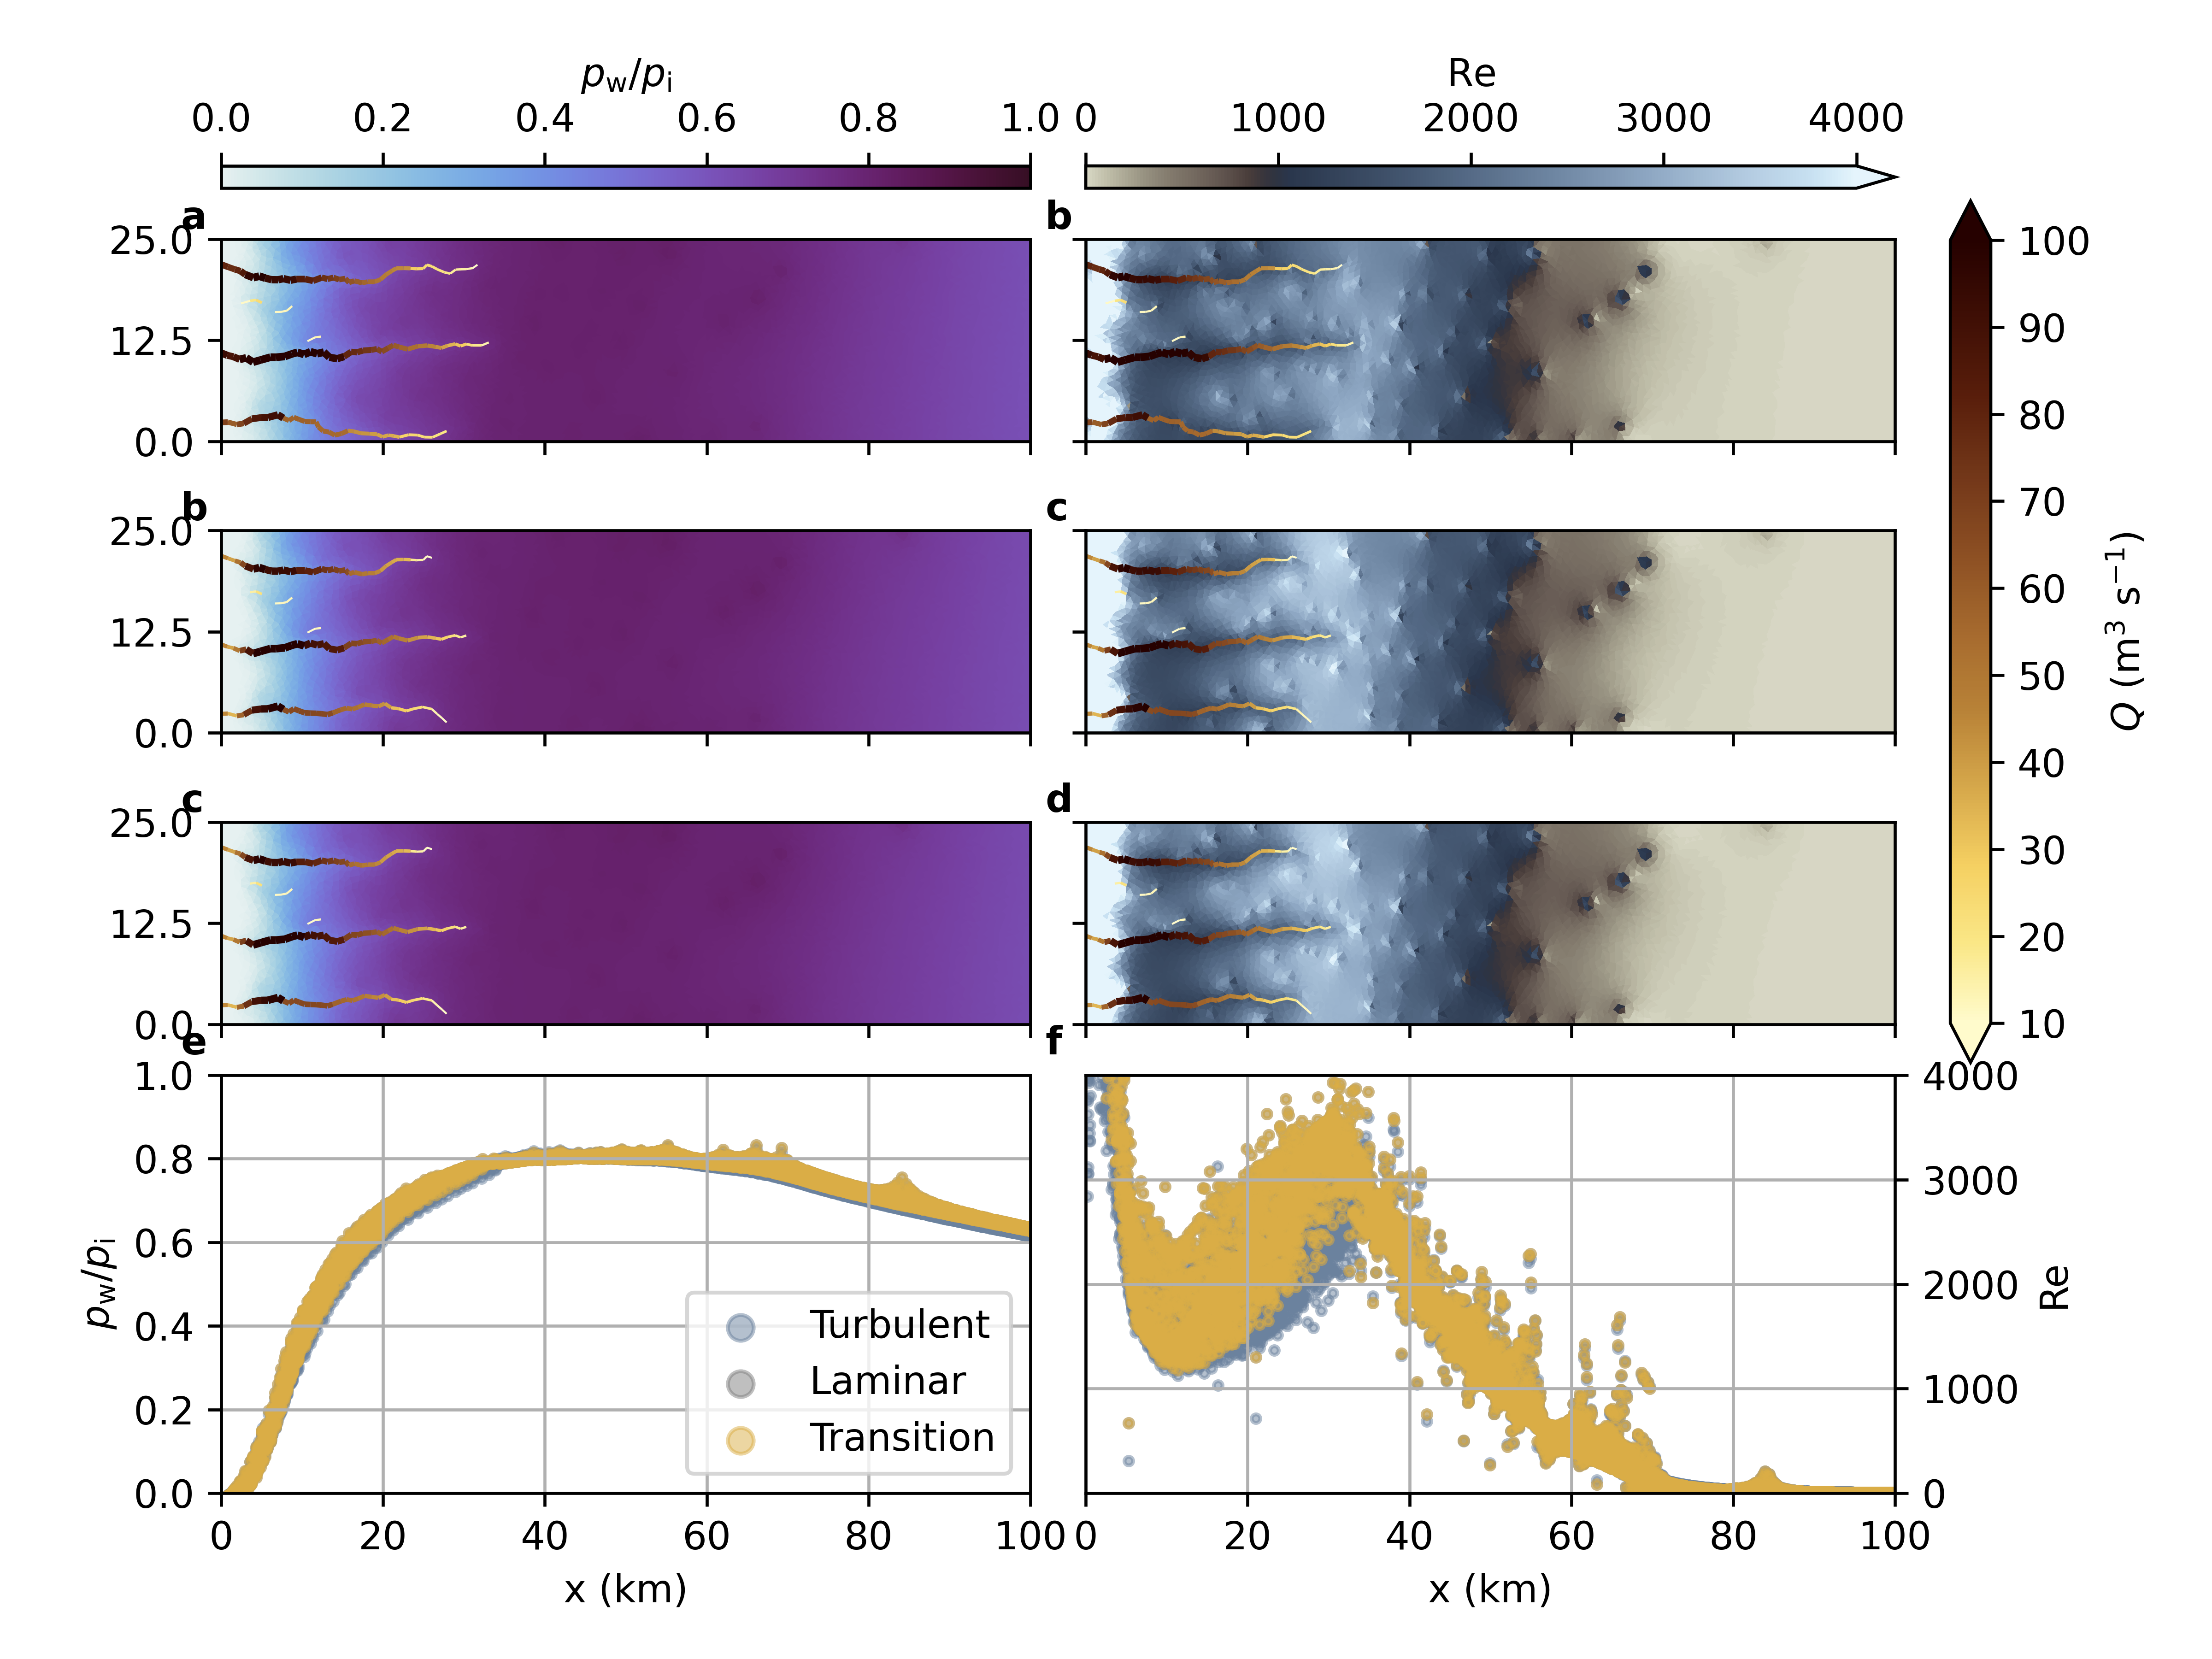 p_w/p_i
0.0 0.2 0.4 0.6 0.8 1.0
Re
0 1000 2000 3000 4000
a
25.0
12.5
0.0
b
b
25.0
12.5
0.0
c
c
25.0
12.5
0.0
d
100
90
80
70
60
50
40
30
20
10
Q (m³ s⁻¹)
e
1.0
0.8
0.6
0.4
0.2
0.0
p_w/p_i
Turbulent
Laminar
Transition
0 20 40 60 80 100
x (km)
f
4000
3000
2000
1000
0
Re
0 20 40 60 80 100
x (km)